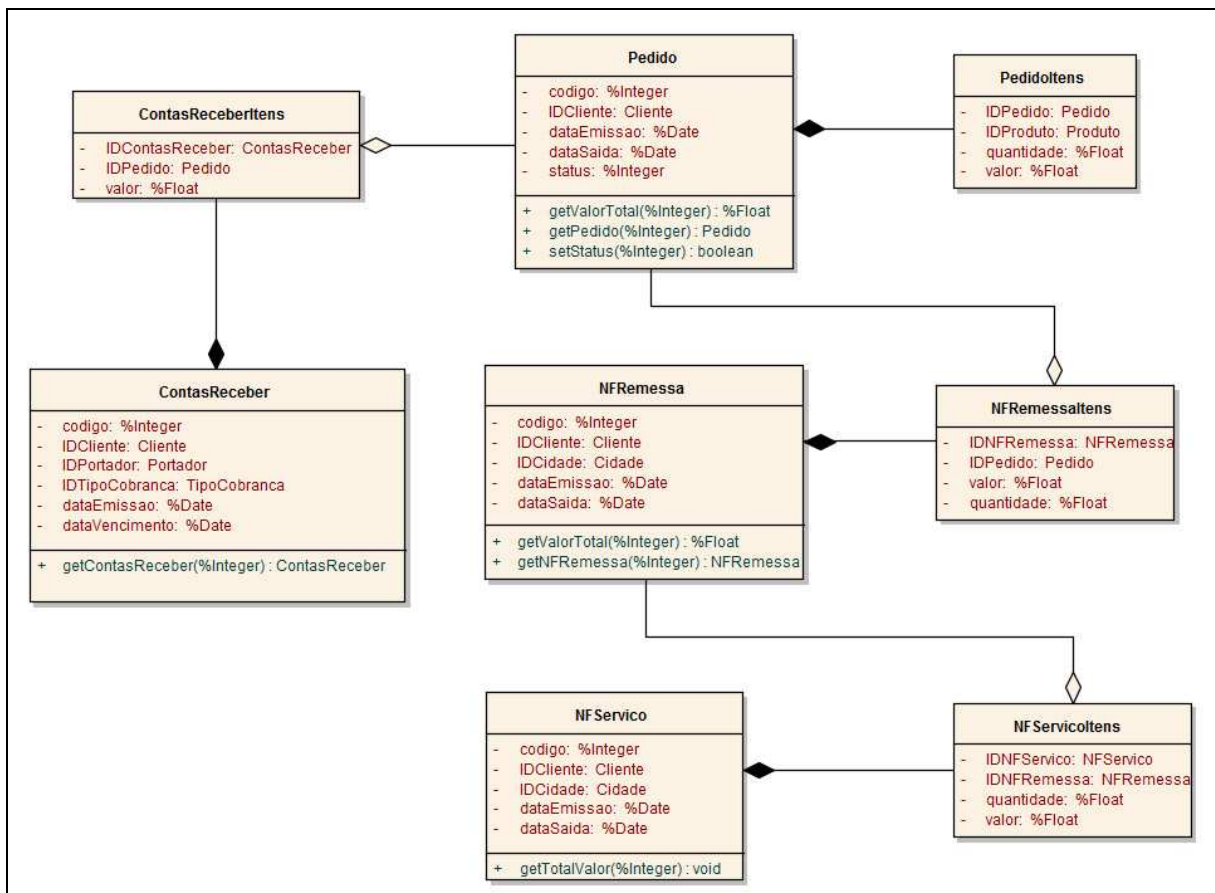 Pedido
- codigo: %Integer
- IDCliente: Cliente
- dataEmissao: %Date
- dataSaida: %Date
- status: %Integer
+ getValorTotal(%Integer) : %Float
+ getPedido(%Integer) : Pedido
+ setStatus(%Integer) : boolean
PedidoItens
- IDPedido: Pedido
- IDProduto: Produto
- quantidade: %Float
- valor: %Float
ContasReceberItens
- IDContasReceber: ContasReceber
- IDPedido: Pedido
- valor: %Float
ContasReceber
- codigo: %Integer
- IDCliente: Cliente
- IDPortador: Portador
- IDTipoCobranca: TipoCobranca
- dataEmissao: %Date
- dataVencimento: %Date
+ getContasReceber(%Integer) : ContasReceber
NFRemessa
- codigo: %Integer
- IDCliente: Cliente
- IDCidade: Cidade
- dataEmissao: %Date
- dataSaida: %Date
+ getValorTotal(%Integer) : %Float
+ getNFRemessa(%Integer) : NFRemessa
NFRemessaItens
- IDNFRemessa: NFRemessa
- IDPedido: Pedido
- valor: %Float
- quantidade: %Float
NFServico
- codigo: %Integer
- IDCliente: Cliente
- IDCidade: Cidade
- dataEmissao: %Date
- dataSaida: %Date
+ getTotalValor(%Integer) : void
NFServicoItens
- IDNFServico: NFServico
- IDNFRemessa: NFRemessa
- quantidade: %Float
- valor: %Float